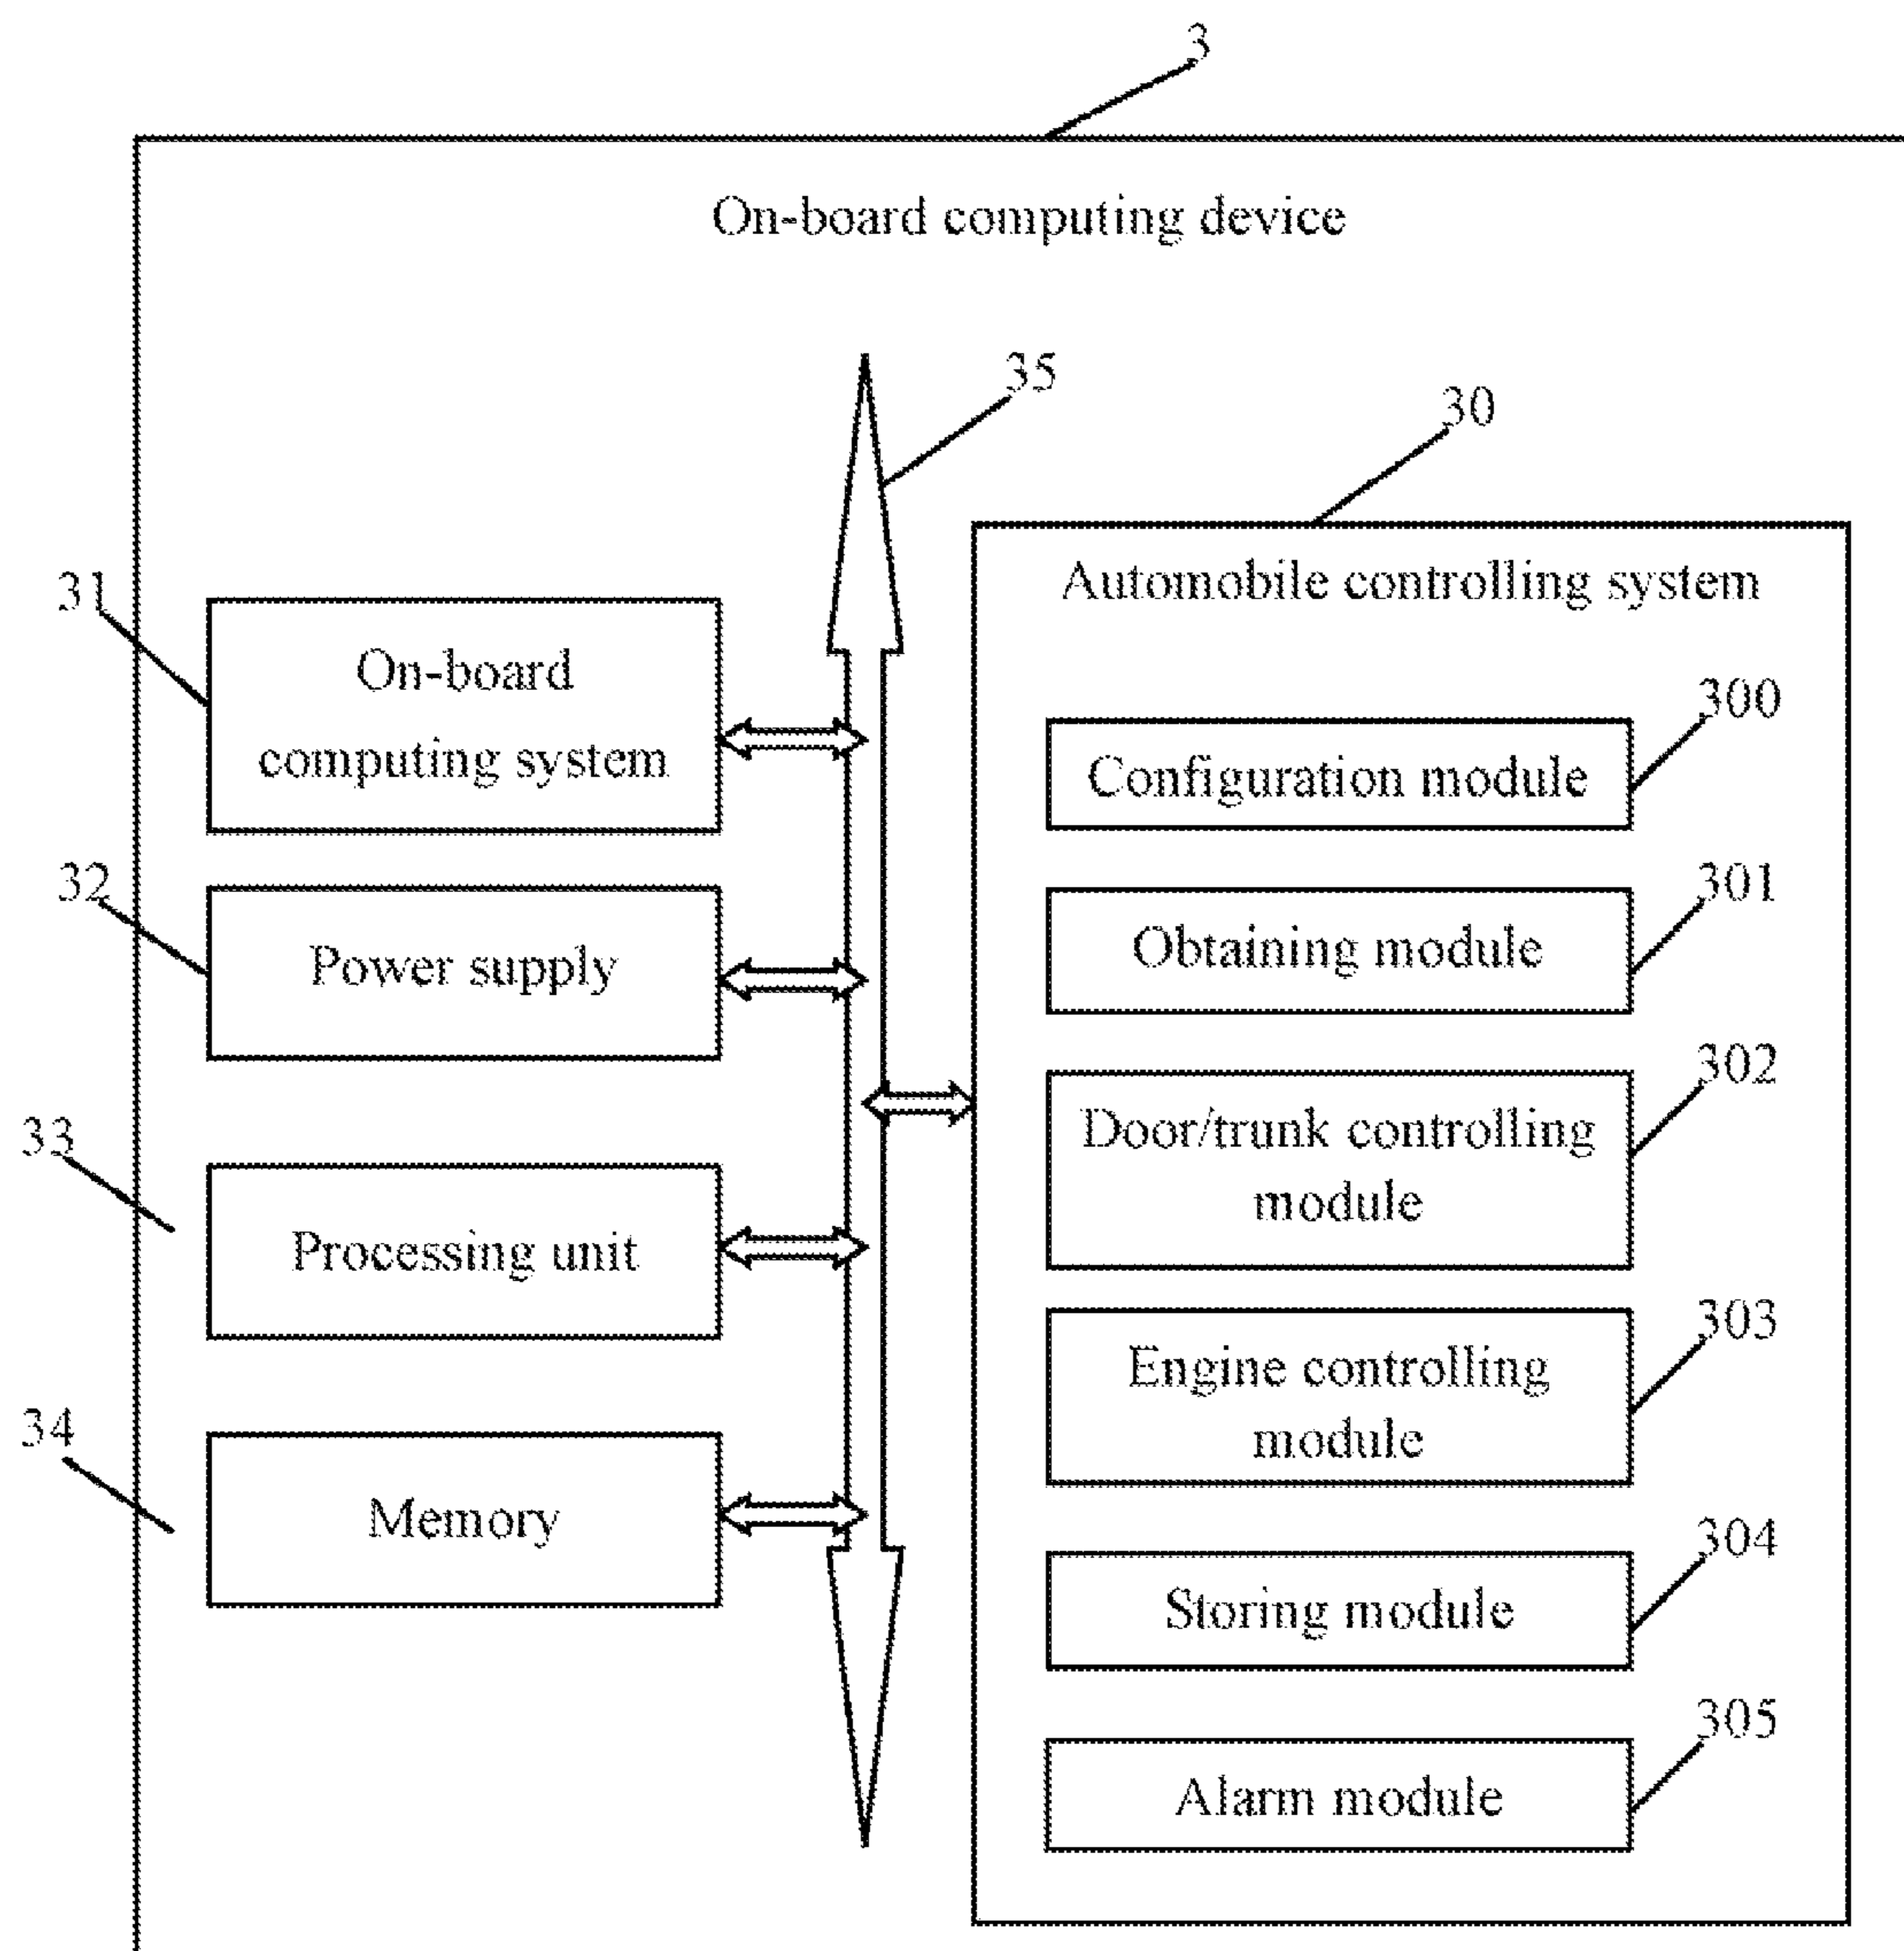 3
On-board computing device
35
30
Automobile controlling system
31
On-board
computing system
300
Configuration module
32
Power supply
301
Obtaining module
302
Door/trunk controlling
module
33
Processing unit
303
Engine controlling
module
34
Memory
304
Storing module
305
Alarm module